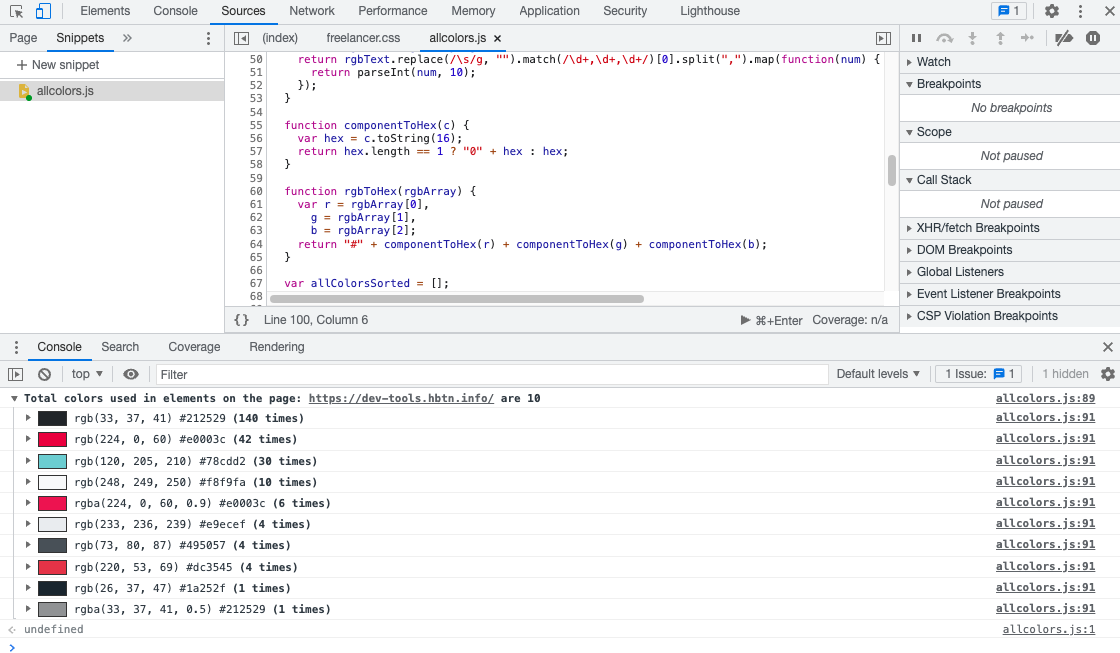 Elements Console Sources Network Performance Memory Application Security Lighthouse 1
Page Snippets »
(index) freelancer.css allcolors.js ×
+ New snippet
allcolors.js
50 return rgbText.replace(/\s/g, "").match(/\d+,\d+,\d+/)[0].split(",").map(function(num) {
51 return parseInt(num, 10);
52 });
53 }
54
55 function componentToHex(c) {
56 var hex = c.toString(16);
57 return hex.length == 1 ? "0" + hex : hex;
58 }
59
60 function rgbToHex(rgbArray) {
61 var r = rgbArray[0],
62 g = rgbArray[1],
63 b = rgbArray[2];
64 return "#" + componentToHex(r) + componentToHex(g) + componentToHex(b);
65 }
66
67 var allColorsSorted = [];
68
{} Line 100, Column 6 ⌘+Enter Coverage: n/a
Watch
Breakpoints
No breakpoints
Scope
Not paused
Call Stack
Not paused
XHR/fetch Breakpoints
DOM Breakpoints
Global Listeners
Event Listener Breakpoints
CSP Violation Breakpoints
Console Search Coverage Rendering
top Filter Default levels 1 Issue: 1 1 hidden
Total colors used in elements on the page: https://dev-tools.hbtn.info/ are 10 allcolors.js:89
rgb(33, 37, 41) #212529 (140 times) allcolors.js:91
rgb(224, 0, 60) #e0003c (42 times) allcolors.js:91
rgb(120, 205, 210) #78cdd2 (30 times) allcolors.js:91
rgb(248, 249, 250) #f8f9fa (10 times) allcolors.js:91
rgba(224, 0, 60, 0.9) #e0003c (6 times) allcolors.js:91
rgb(233, 236, 239) #e9ecef (4 times) allcolors.js:91
rgb(73, 80, 87) #495057 (4 times) allcolors.js:91
rgb(220, 53, 69) #dc3545 (4 times) allcolors.js:91
rgb(26, 37, 47) #1a252f (1 times) allcolors.js:91
rgba(33, 37, 41, 0.5) #212529 (1 times) allcolors.js:91
undefined allcolors.js:1